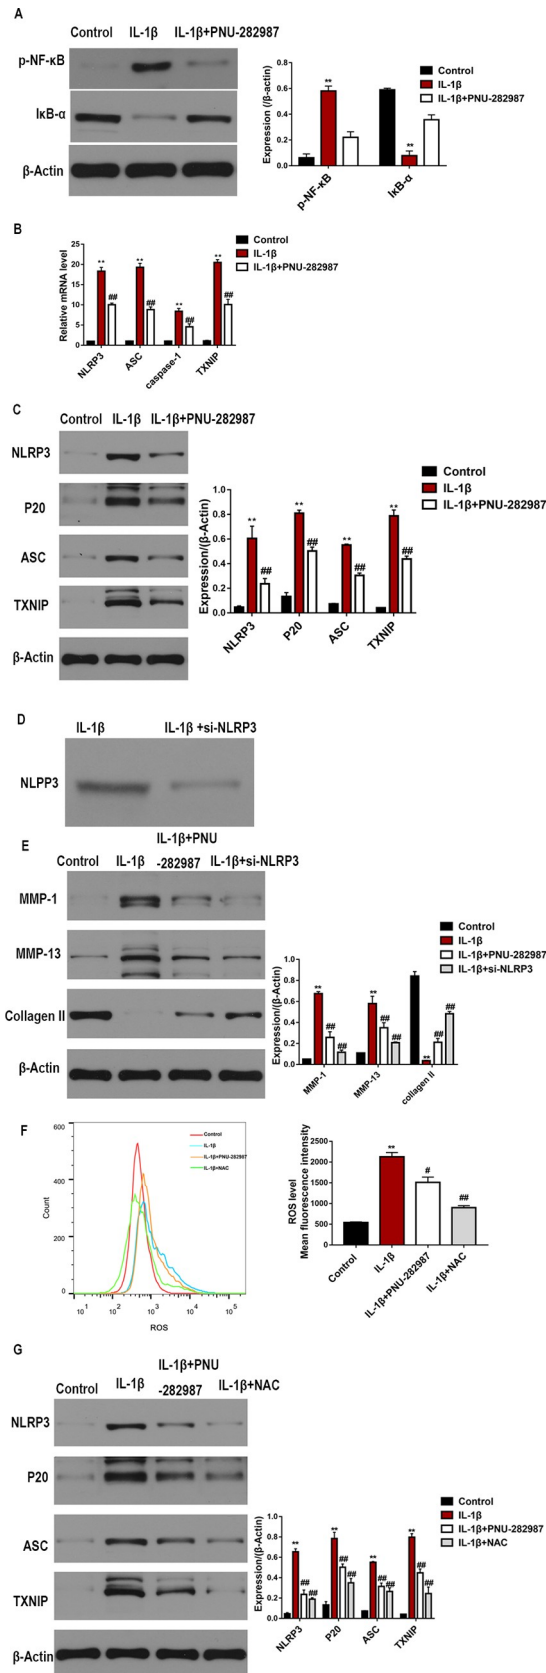 A
Control IL-1β IL-1β+PNU-282987
p-NF-κB
IκB-α
β-Actin
Expression (/β-actin)
0.8
0.6
0.4
0.2
0.0
**
**
p-NF-κB
IκB-α
Control
IL-1β
IL-1β+PNU-282987
B
Relative mRNA level
25
20
15
10
5
0
** ** ** **
## ## ## ##
NLRP3
ASC
caspase-1
TXNIP
Control
IL-1β
IL-1β+PNU-282987
C
Control IL-1β IL-1β+PNU-282987
NLRP3
P20
ASC
TXNIP
β-Actin
Expression/(β-Actin)
1.0
0.8
0.6
0.4
0.2
0.0
** ** ** **
## ## ## ##
NLRP3
P20
ASC
TXNIP
Control
IL-1β
IL-1β+PNU-282987
D
IL-1β IL-1β +si-NLRP3
NLPP3
E
IL-1β+PNU
Control IL-1β -282987 IL-1β+si-NLRP3
MMP-1
MMP-13
Collagen II
β-Actin
Expression/(β-Actin)
1.0
0.8
0.6
0.4
0.2
0.0
** ** **
## ## ## ## ## ##
MMP-1
MMP-13
collagen II
Control
IL-1β
IL-1β+PNU-282987
IL-1β+si-NLRP3
F
600
400
200
0
Count
10 1 10 2 10 3 10 4 10 5
ROS
Control
IL-1β
IL-1β+PNU-282987
IL-1β+NAC
ROS level
Mean fluorescence intensity
2500
2000
1500
1000
500
0
**
#
##
Control
IL-1β
IL-1β+PNU-282987
IL-1β+NAC
G
IL-1β+PNU
Control IL-1β -282987 IL-1β+NAC
NLRP3
P20
ASC
TXNIP
β-Actin
Expression/(β-Actin)
1.0
0.8
0.6
0.4
0.2
0.0
** ** ** **
## ## ## ## ## ## ## ##
NLRP3
P20
ASC
TXNIP
Control
IL-1β
IL-1β+PNU-282987
IL-1β+NAC